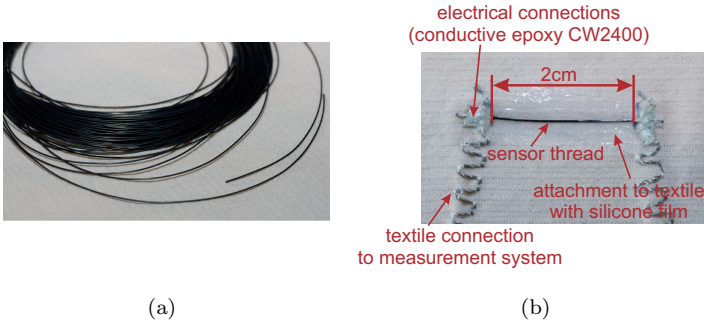 electrical connections
(conductive epoxy CW2400)
2cm
sensor thread
attachment to textile
with silicone film
textile connection
to measurement system
(a)
(b)